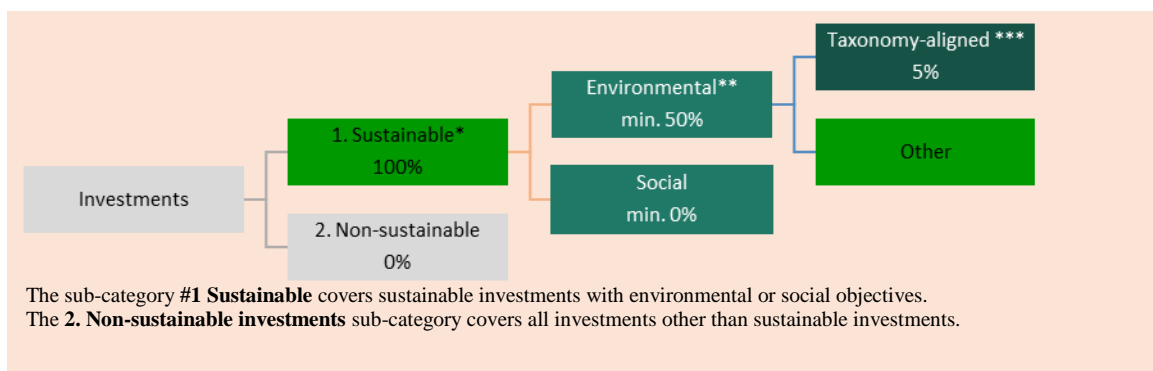 Taxonomy-aligned ***
5%
Environmental**
min. 50%
1. Sustainable*
100%
Other
Social
min. 0%
Investments
2. Non-sustainable
0%
The sub-category #1 Sustainable covers sustainable investments with environmental or social objectives.
The 2. Non-sustainable investments sub-category covers all investments other than sustainable investments.